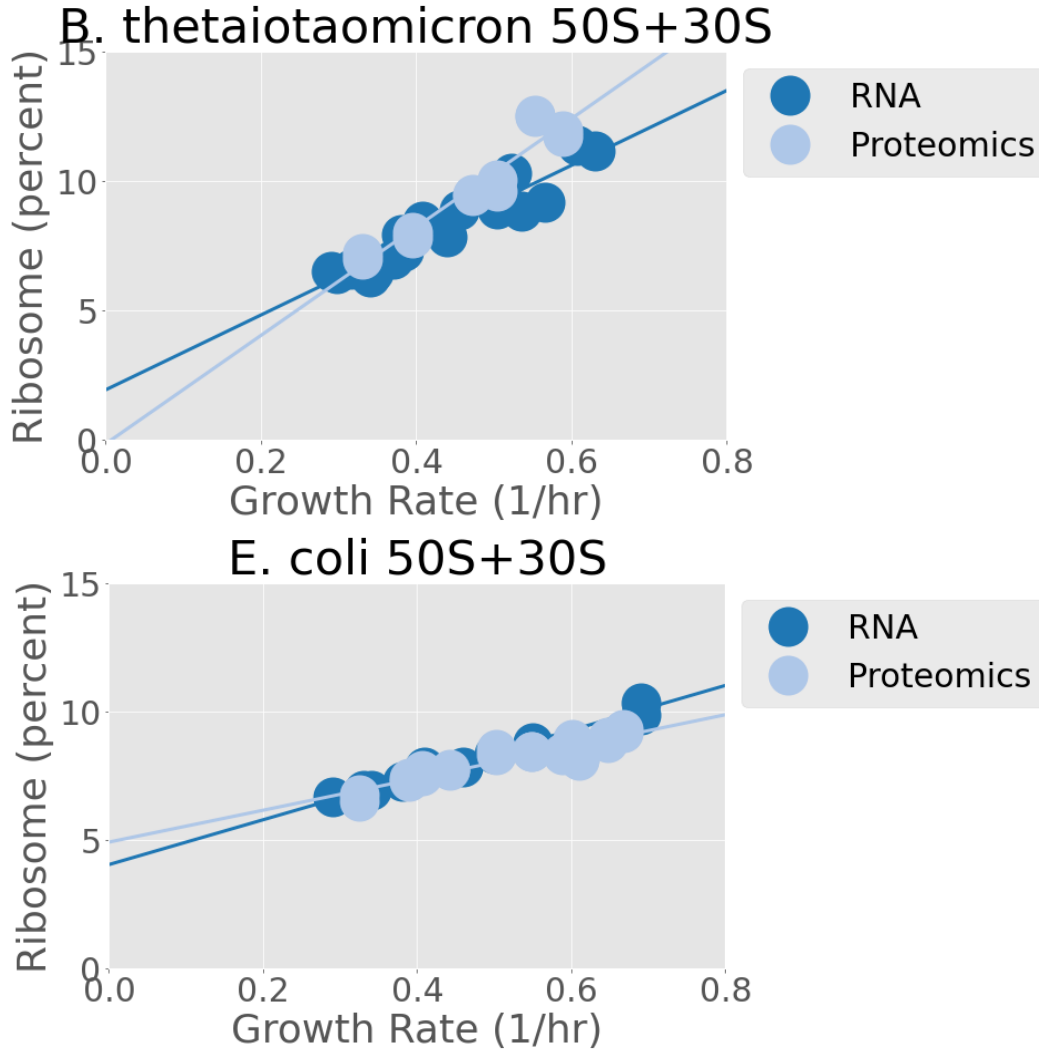 B. thetaiotaomicron 50S+30S
Ribosome (percent)
15
10
5
0
0.0 0.2 0.4 0.6 0.8
Growth Rate (1/hr)
RNA
Proteomics
E. coli 50S+30S
Ribosome (percent)
15
10
5
0
0.0 0.2 0.4 0.6 0.8
Growth Rate (1/hr)
RNA
Proteomics